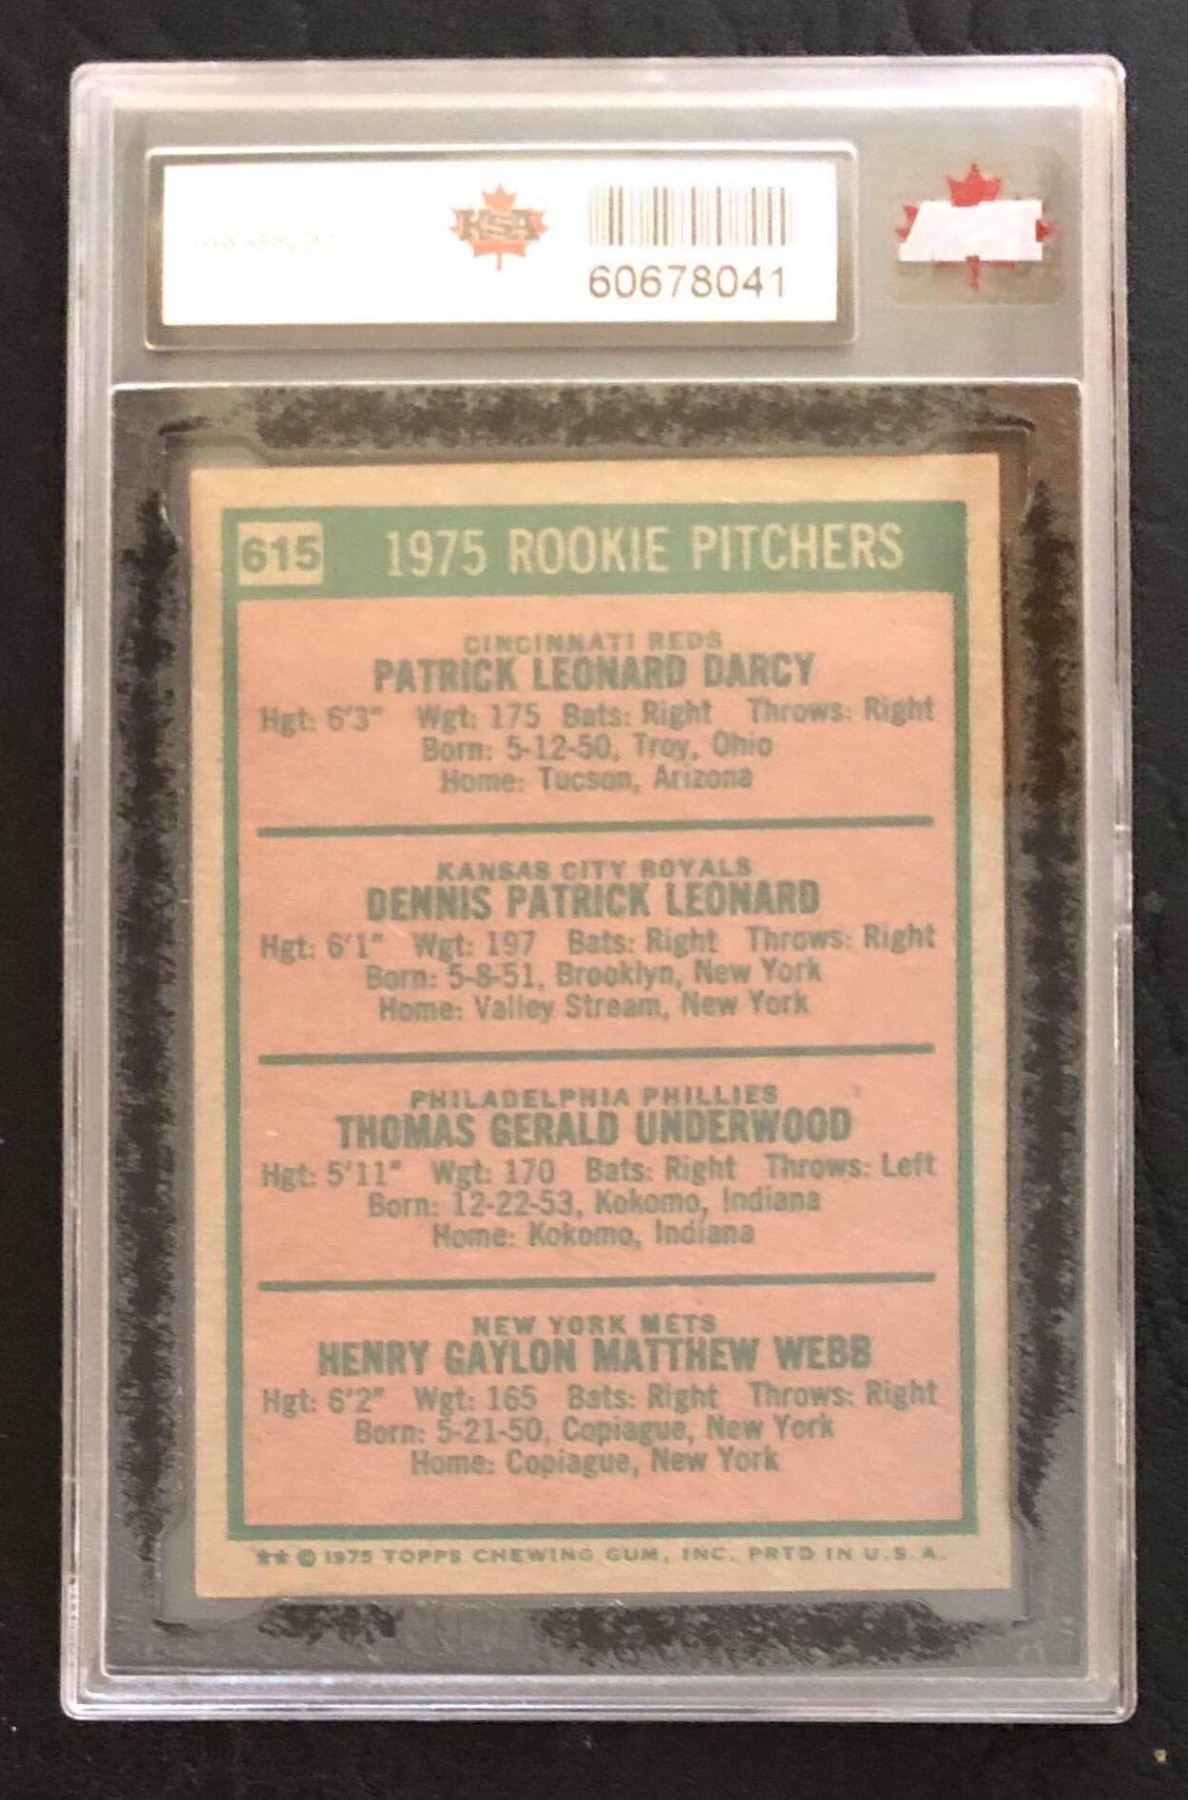 KSA
60678041
615 1975 ROOKIE PITCHERS
CINCINNATI REDS
PATRICK LEONARD DARCY
Hgt: 6'3" Wgt: 175 Bats: Right Throws: Right
Born: 5-12-50, Troy, Ohio
Home: Tucson, Arizona
KANSAS CITY ROYALS
DENNIS PATRICK LEONARD
Hgt: 6'1" Wgt: 197 Bats: Right Throws: Right
Born: 5-8-51, Brooklyn, New York
Home: Valley Stream, New York
PHILADELPHIA PHILLIES
THOMAS GERALD UNDERWOOD
Hgt: 5'11" Wgt: 170 Bats: Right Throws: Left
Born: 12-22-53, Kokomo, Indiana
Home: Kokomo, Indiana
NEW YORK METS
HENRY GAYLON MATTHEW WEBB
Hgt: 6'2" Wgt: 165 Bats: Right Throws: Right
Born: 5-21-50, Copiague, New York
Home: Copiague, New York
** © 1975 TOPPS CHEWING GUM, INC. PRTD IN U.S.A.